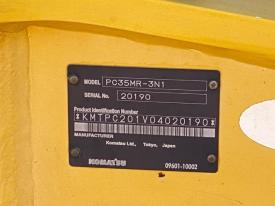 MODEL PC35MR-3N1
SERIAL No. 20190
Product Identification Number
*KMTPC201V04020190*
MANUFACTURER
Komatsu Ltd. Tokyo, Japan
KOMATSU
09601-10002